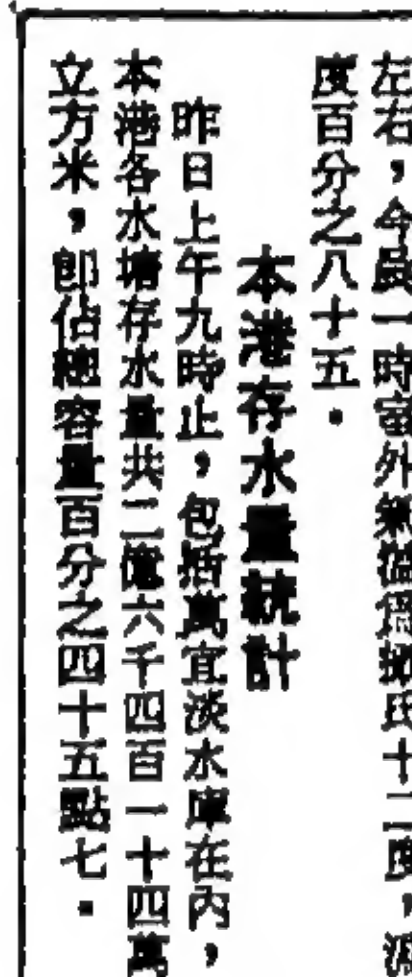 左右，今晨一時室外氣溫爲攝氏十二度，濕
度百分之八十五．
本港存水量統計
昨日上午九時止，包括萬宜淡水庫在內，
本港各水塘存水量共二億六千四百一十四萬
立方米，卽佔總容量百分之四十五點七．